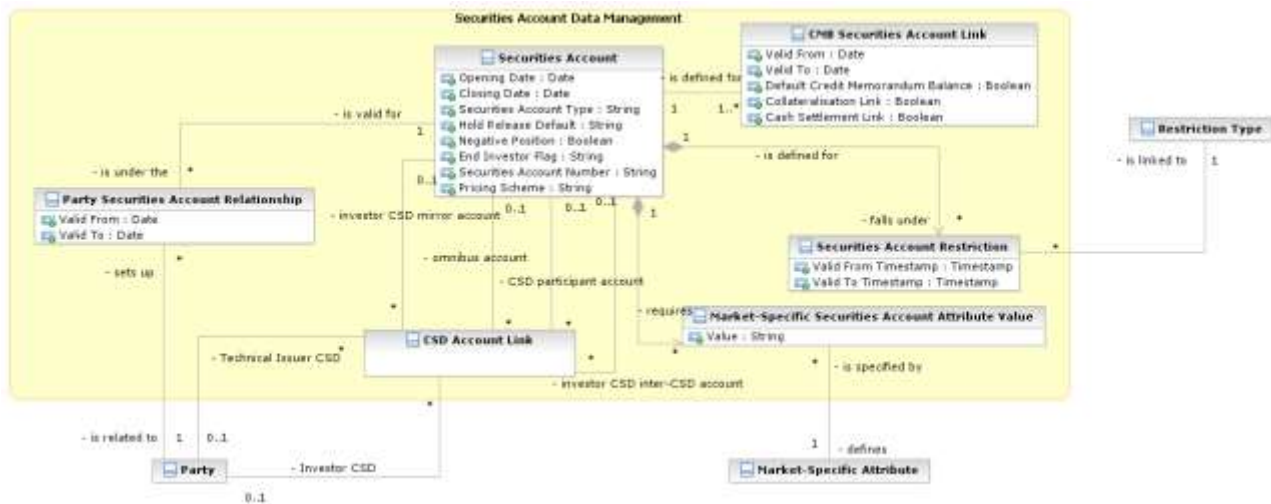 Securities Account Data Management
CMB Securities Account Link
Valid From : Date
Valid To : Date
Default Credit Memorandum Balance : Boolean
Collateralisation Link : Boolean
Cash Settlement Link : Boolean
Securities Account
Opening Date : Date
Closing Date : Date
Securities Account Type : String
Hold Release Default : String
Negative Position : Boolean
End Investor Flag : String
Securities Account Number : String
Pricing Scheme : String
- is defined for
1
1..*
- is valid for
1
1
- is defined for
Restriction Type
- is linked to
1
- is under the
*
0..1
0..1
0..1
0..1
1
Party Securities Account Relationship
Valid From : Date
Valid To : Date
- investor CSD mirror account
- falls under
*
Securities Account Restriction
Valid From Timestamp : Timestamp
Valid To Timestamp : Timestamp
*
- sets up
*
- omnibus account
- CSD participant account
- requires
Market-Specific Securities Account Attribute Value
Value : String
*
*
*
CSD Account Link
- Technical Issuer CSD
*
*
*
*
- is specified by
- investor CSD inter-CSD account
*
- is related to
1
0..1
1
- defines
Party
- Investor CSD
0..1
Market-Specific Attribute